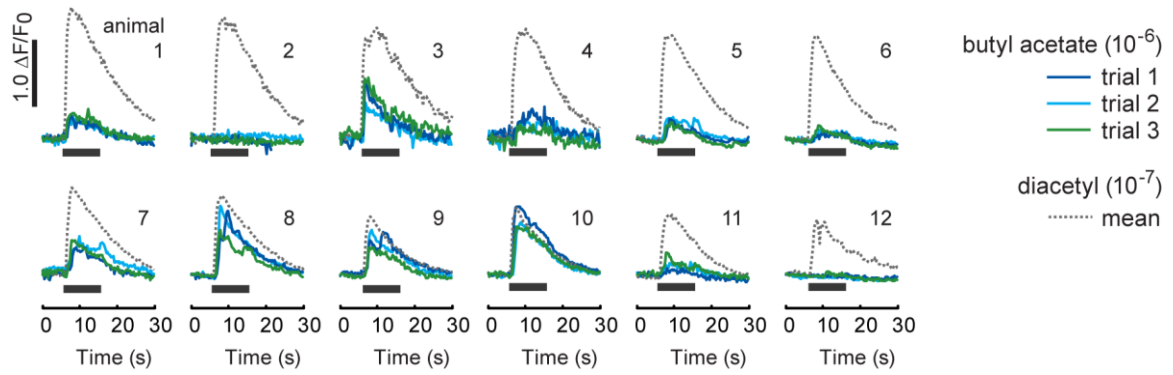 1.0 ΔF/F0
animal
1
2
3
4
5
6
7
8
9
10
11
12
butyl acetate (10⁻⁶)
trial 1
trial 2
trial 3
diacetyl (10⁻⁷)
mean
0 10 20 30
0 10 20 30
0 10 20 30
0 10 20 30
0 10 20 30
0 10 20 30
Time (s)
Time (s)
Time (s)
Time (s)
Time (s)
Time (s)